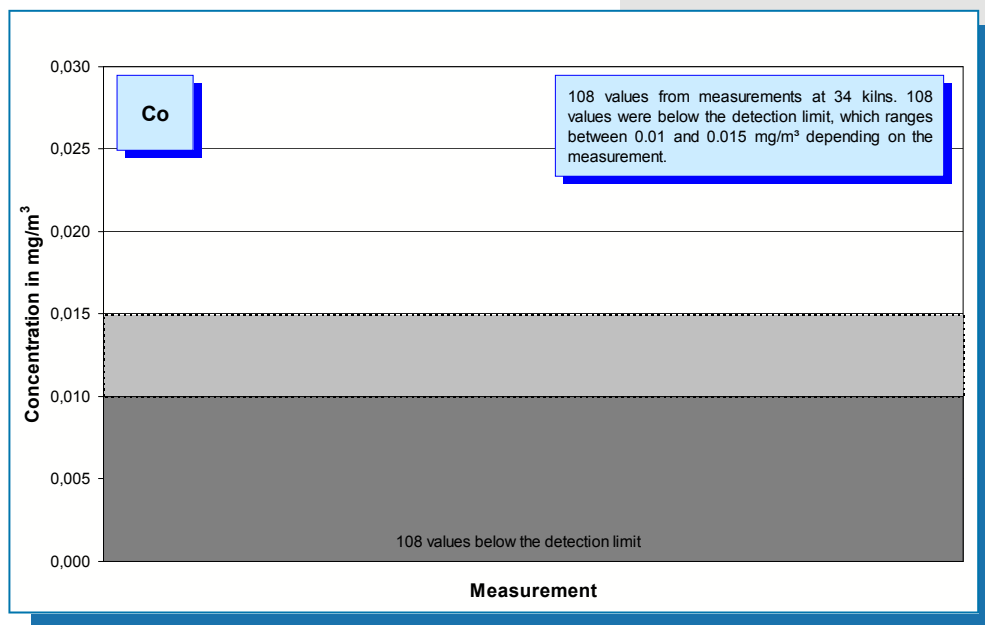 Co
108 values from measurements at 34 kilns. 108
values were below the detection limit, which ranges
between 0.01 and 0.015 mg/m³ depending on the
measurement.
Concentration in mg/m³
0,030
0,025
0,020
0,015
0,010
0,005
0,000
108 values below the detection limit
Measurement